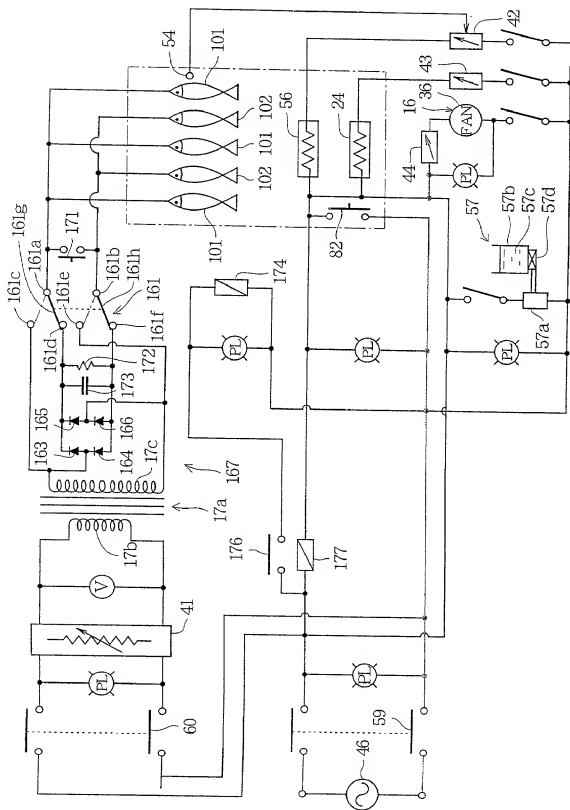 54
101
102
101
102
101
42
43
36
16
FAN
44
PL
56
24
82
57
57b
57c
57d
57a
PL
161g
161a
161c
171
161e
161b
161h
161
161d
161f
172
173
165
166
163
164
17c
167
17a
17b
174
PL
PL
176
177
V
41
PL
60
PL
59
46